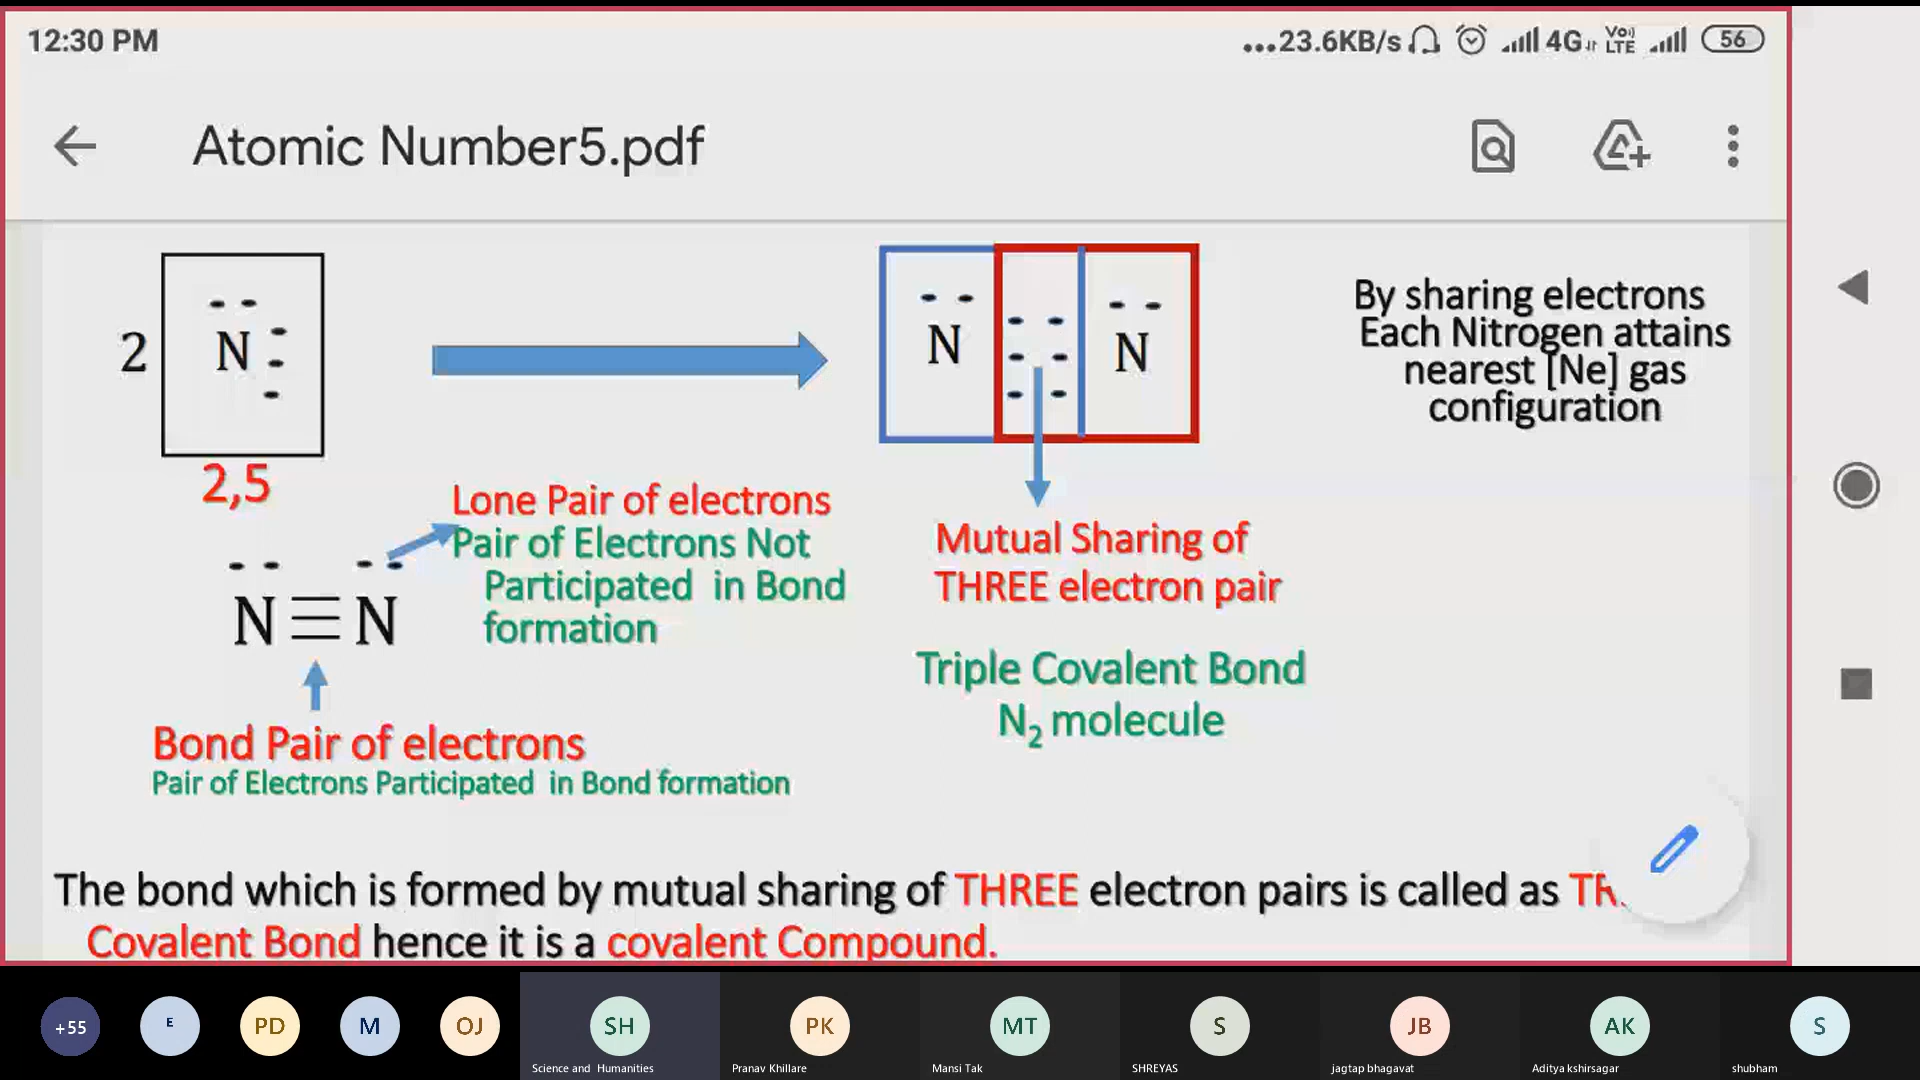 12:30 PM
...23.6KB/s 4G Vo)) LTE 56
Atomic Number5.pdf
2 N
N N
By sharing electrons
Each Nitrogen attains
nearest [Ne] gas
configuration
2,5
Lone Pair of electrons
Pair of Electrons Not
Participated in Bond
formation
N≡N
Mutual Sharing of
THREE electron pair
Triple Covalent Bond
N₂ molecule
Bond Pair of electrons
Pair of Electrons Participated in Bond formation
The bond which is formed by mutual sharing of THREE electron pairs is called as
Covalent Bond hence it is a covalent Compound.
+55 E PD M OJ SH PK MT S JB AK S
Science and Humanities Pranav Khillare Mansi Tak SHREYAS jagtap bhagavat Aditya kshirsagar shubham